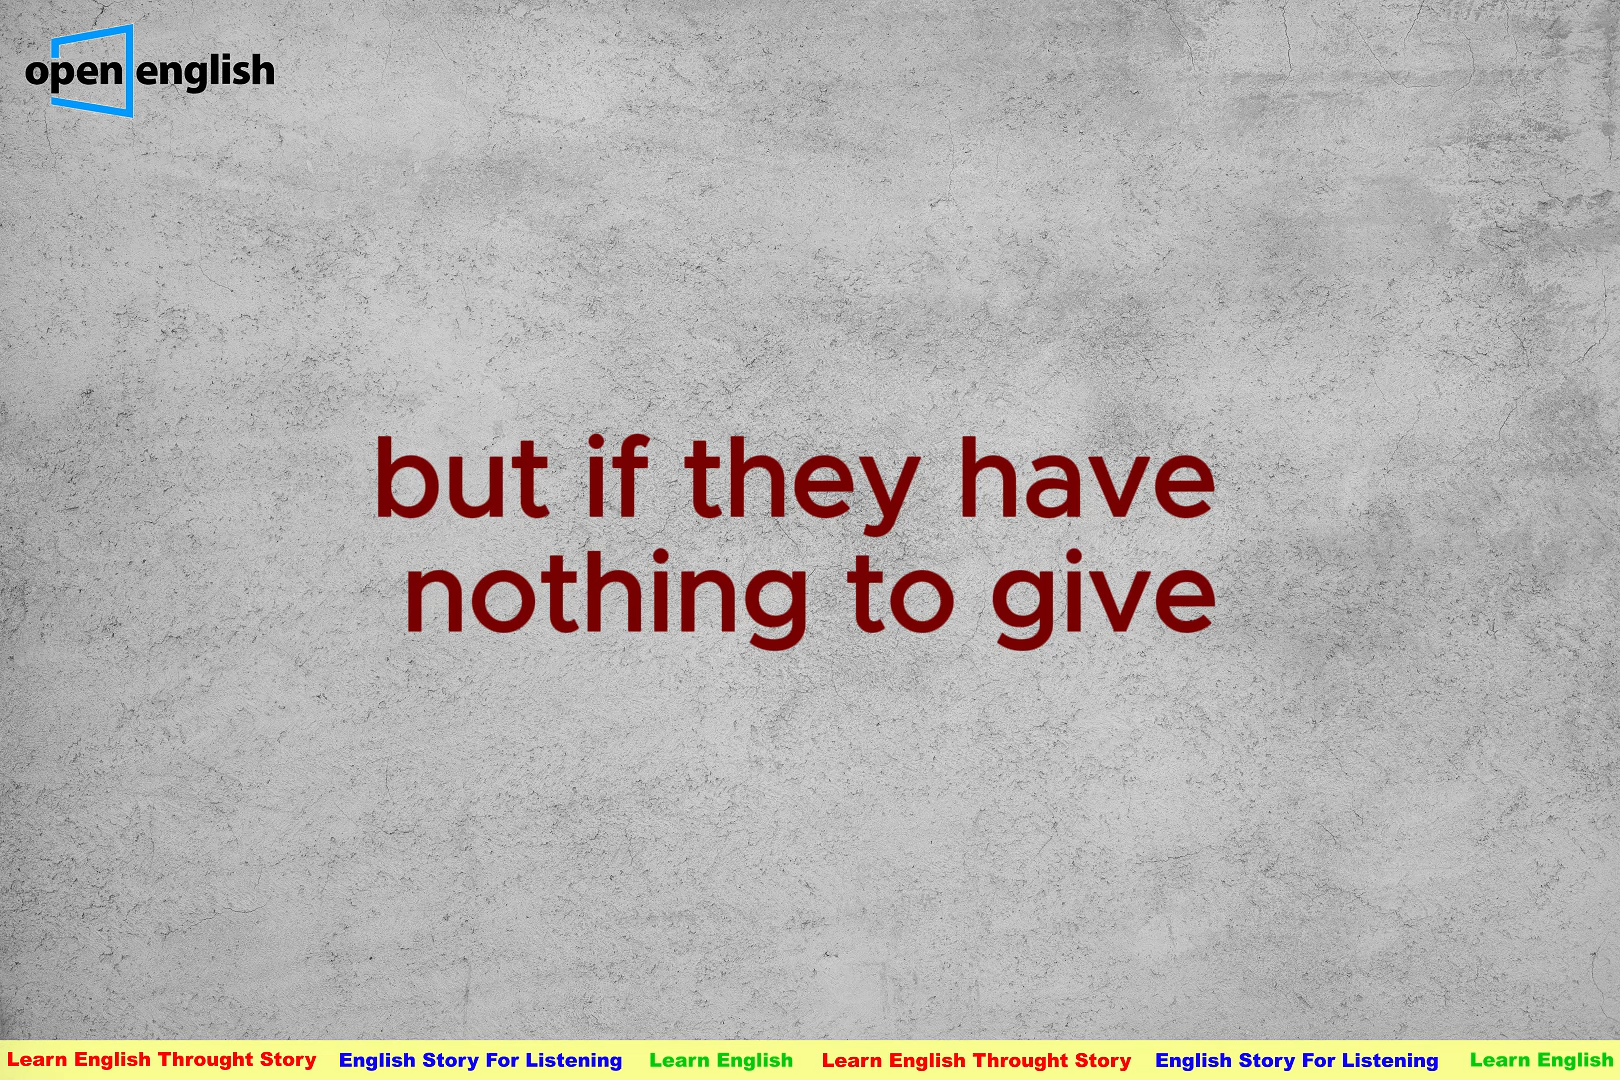 open english
but if they have
nothing to give
Learn English Throught Story English Story For Listening Learn English Learn English Throught Story English Story For Listening Learn English